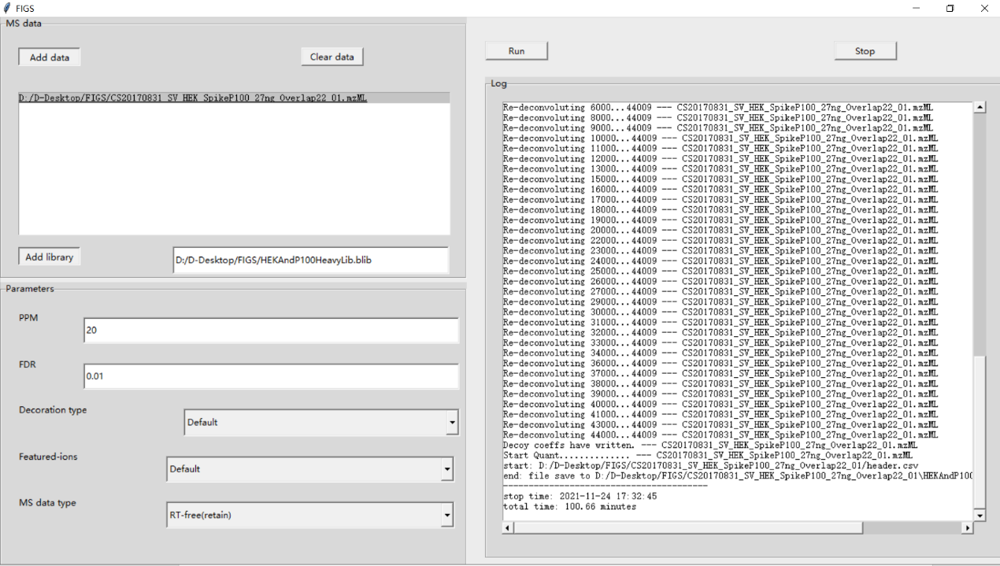 FIGS
MS data
Add data
Clear data
D:/D-Desktop/FIGS/CS20170831_SV_HEK_SpikeP100_27ng_Overlap22_01.mzML
Add library
D:/D-Desktop/FIGS/HEKAndP100HeavyLib.blib
Parameters
PPM
20
FDR
0.01
Decoration type
Default
Featured-ions
Default
MS data type
RT-free(retain)
Run
Stop
Log
Re-deconvoluting 6000...44009 --- CS20170831_SV_HEK_SpikeP100_27ng_Overlap22_01.mzML
Re-deconvoluting 8000...44009 --- CS20170831_SV_HEK_SpikeP100_27ng_Overlap22_01.mzML
Re-deconvoluting 9000...44009 --- CS20170831_SV_HEK_SpikeP100_27ng_Overlap22_01.mzML
Re-deconvoluting 10000...44009 --- CS20170831_SV_HEK_SpikeP100_27ng_Overlap22_01.mzML
Re-deconvoluting 11000...44009 --- CS20170831_SV_HEK_SpikeP100_27ng_Overlap22_01.mzML
Re-deconvoluting 12000...44009 --- CS20170831_SV_HEK_SpikeP100_27ng_Overlap22_01.mzML
Re-deconvoluting 13000...44009 --- CS20170831_SV_HEK_SpikeP100_27ng_Overlap22_01.mzML
Re-deconvoluting 15000...44009 --- CS20170831_SV_HEK_SpikeP100_27ng_Overlap22_01.mzML
Re-deconvoluting 16000...44009 --- CS20170831_SV_HEK_SpikeP100_27ng_Overlap22_01.mzML
Re-deconvoluting 17000...44009 --- CS20170831_SV_HEK_SpikeP100_27ng_Overlap22_01.mzML
Re-deconvoluting 18000...44009 --- CS20170831_SV_HEK_SpikeP100_27ng_Overlap22_01.mzML
Re-deconvoluting 19000...44009 --- CS20170831_SV_HEK_SpikeP100_27ng_Overlap22_01.mzML
Re-deconvoluting 20000...44009 --- CS20170831_SV_HEK_SpikeP100_27ng_Overlap22_01.mzML
Re-deconvoluting 22000...44009 --- CS20170831_SV_HEK_SpikeP100_27ng_Overlap22_01.mzML
Re-deconvoluting 23000...44009 --- CS20170831_SV_HEK_SpikeP100_27ng_Overlap22_01.mzML
Re-deconvoluting 24000...44009 --- CS20170831_SV_HEK_SpikeP100_27ng_Overlap22_01.mzML
Re-deconvoluting 25000...44009 --- CS20170831_SV_HEK_SpikeP100_27ng_Overlap22_01.mzML
Re-deconvoluting 26000...44009 --- CS20170831_SV_HEK_SpikeP100_27ng_Overlap22_01.mzML
Re-deconvoluting 27000...44009 --- CS20170831_SV_HEK_SpikeP100_27ng_Overlap22_01.mzML
Re-deconvoluting 29000...44009 --- CS20170831_SV_HEK_SpikeP100_27ng_Overlap22_01.mzML
Re-deconvoluting 30000...44009 --- CS20170831_SV_HEK_SpikeP100_27ng_Overlap22_01.mzML
Re-deconvoluting 31000...44009 --- CS20170831_SV_HEK_SpikeP100_27ng_Overlap22_01.mzML
Re-deconvoluting 32000...44009 --- CS20170831_SV_HEK_SpikeP100_27ng_Overlap22_01.mzML
Re-deconvoluting 33000...44009 --- CS20170831_SV_HEK_SpikeP100_27ng_Overlap22_01.mzML
Re-deconvoluting 34000...44009 --- CS20170831_SV_HEK_SpikeP100_27ng_Overlap22_01.mzML
Re-deconvoluting 36000...44009 --- CS20170831_SV_HEK_SpikeP100_27ng_Overlap22_01.mzML
Re-deconvoluting 37000...44009 --- CS20170831_SV_HEK_SpikeP100_27ng_Overlap22_01.mzML
Re-deconvoluting 38000...44009 --- CS20170831_SV_HEK_SpikeP100_27ng_Overlap22_01.mzML
Re-deconvoluting 39000...44009 --- CS20170831_SV_HEK_SpikeP100_27ng_Overlap22_01.mzML
Re-deconvoluting 40000...44009 --- CS20170831_SV_HEK_SpikeP100_27ng_Overlap22_01.mzML
Re-deconvoluting 41000...44009 --- CS20170831_SV_HEK_SpikeP100_27ng_Overlap22_01.mzML
Re-deconvoluting 43000...44009 --- CS20170831_SV_HEK_SpikeP100_27ng_Overlap22_01.mzML
Re-deconvoluting 44000...44009 --- CS20170831_SV_HEK_SpikeP100_27ng_Overlap22_01.mzML
Decoy coeffs have written. --- CS20170831_SV_HEK_SpikeP100_27ng_Overlap22_01.mzML
Start Quant.............. --- CS20170831_SV_HEK_SpikeP100_27ng_Overlap22_01.mzML
start: D:/D-Desktop/FIGS/CS20170831_SV_HEK_SpikeP100_27ng_Overlap22_01/header.csv
end: file save to D:/D-Desktop/FIGS/CS20170831_SV_HEK_SpikeP100_27ng_Overlap22_01\HEKAndP100
----------------------------------------
stop time: 2021-11-24 17:32:45
total time: 100.66 minutes